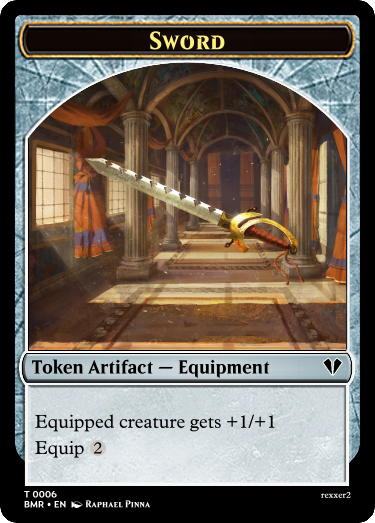 Sword
Token Artifact — Equipment
Equipped creature gets +1/+1
Equip 2
T 0006
BMR • EN Raphael Pinna
rexxer2